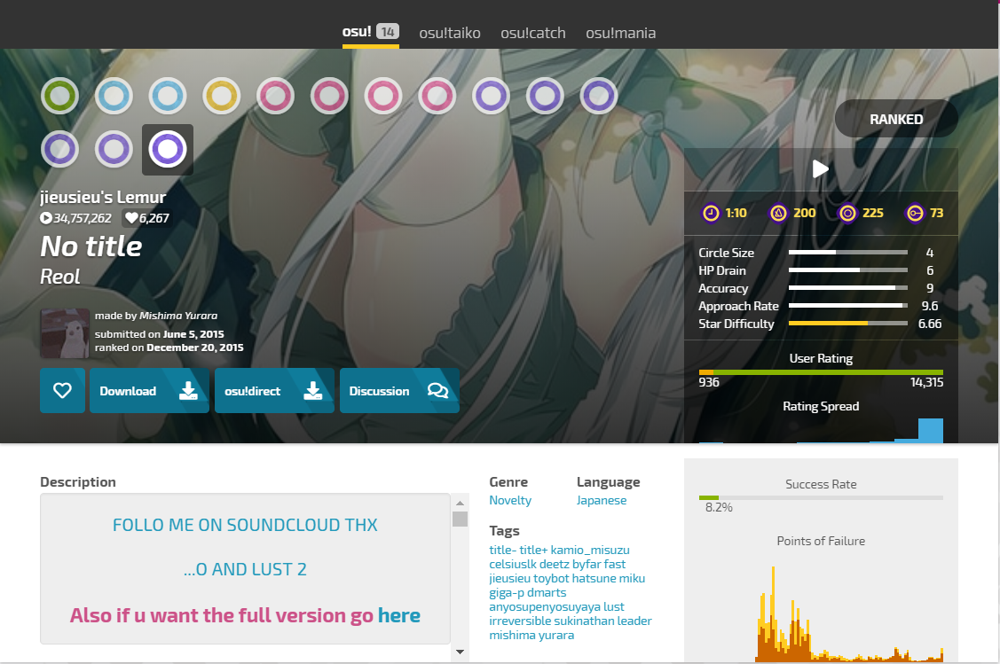 osu! 14 osu!taiko osu!catch osu!mania
RANKED
jieusieu's Lemur
34,757,262 6,267
No title
Reol
made by Mishima Yurara
submitted on June 5, 2015
ranked on December 20, 2015
Download osu!direct Discussion
1:10 200 225 73
Circle Size 4
HP Drain 6
Accuracy 9
Approach Rate 9.6
Star Difficulty 6.66
User Rating
936 14,315
Rating Spread
Description
FOLLO ME ON SOUNDCLOUD THX
...O AND LUST 2
Also if u want the full version go here
Genre Language
Novelty Japanese
Tags
title- title+ kamio_misuzu
celsiuslk deetz byfar fast
jieusieu toybot hatsune miku
giga-p dmarts
anyosupenyosuyaya lust
irreversible sukinathan leader
mishima yurara
Success Rate
8.2%
Points of Failure